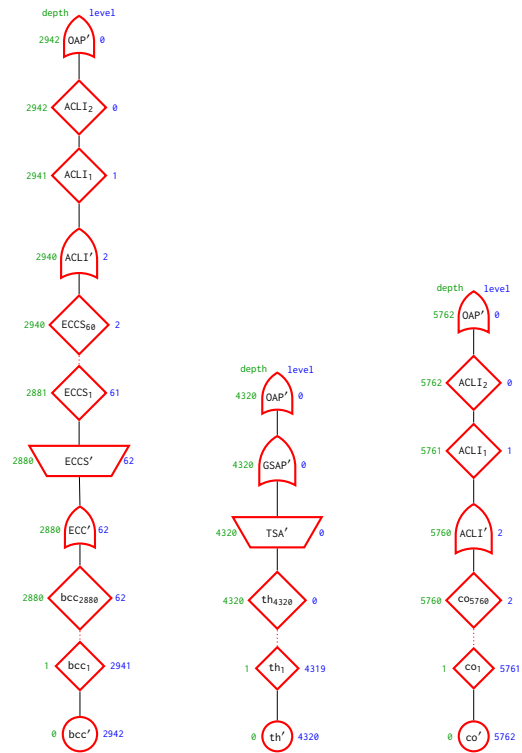 depth level
2942 OAP′ 0
2942 ACLI₂ 0
2941 ACLI₁ 1
2940 ACLI′ 2
2940 ECCS₆₀ 2
2881 ECCS₁ 61
2880 ECCS′ 62
2880 ECC′ 62
2880 bcc₂₈₈₀ 62
1 bcc₁ 2941
0 bcc′ 2942
depth level
4320 OAP′ 0
4320 GSAP′ 0
4320 TSA′ 0
4320 th₄₃₂₀ 0
1 th₁ 4319
0 th′ 4320
depth level
5762 OAP′ 0
5762 ACLI₂ 0
5761 ACLI₁ 1
5760 ACLI′ 2
5760 co₅₇₆₀ 2
1 co₁ 5761
0 co′ 5762